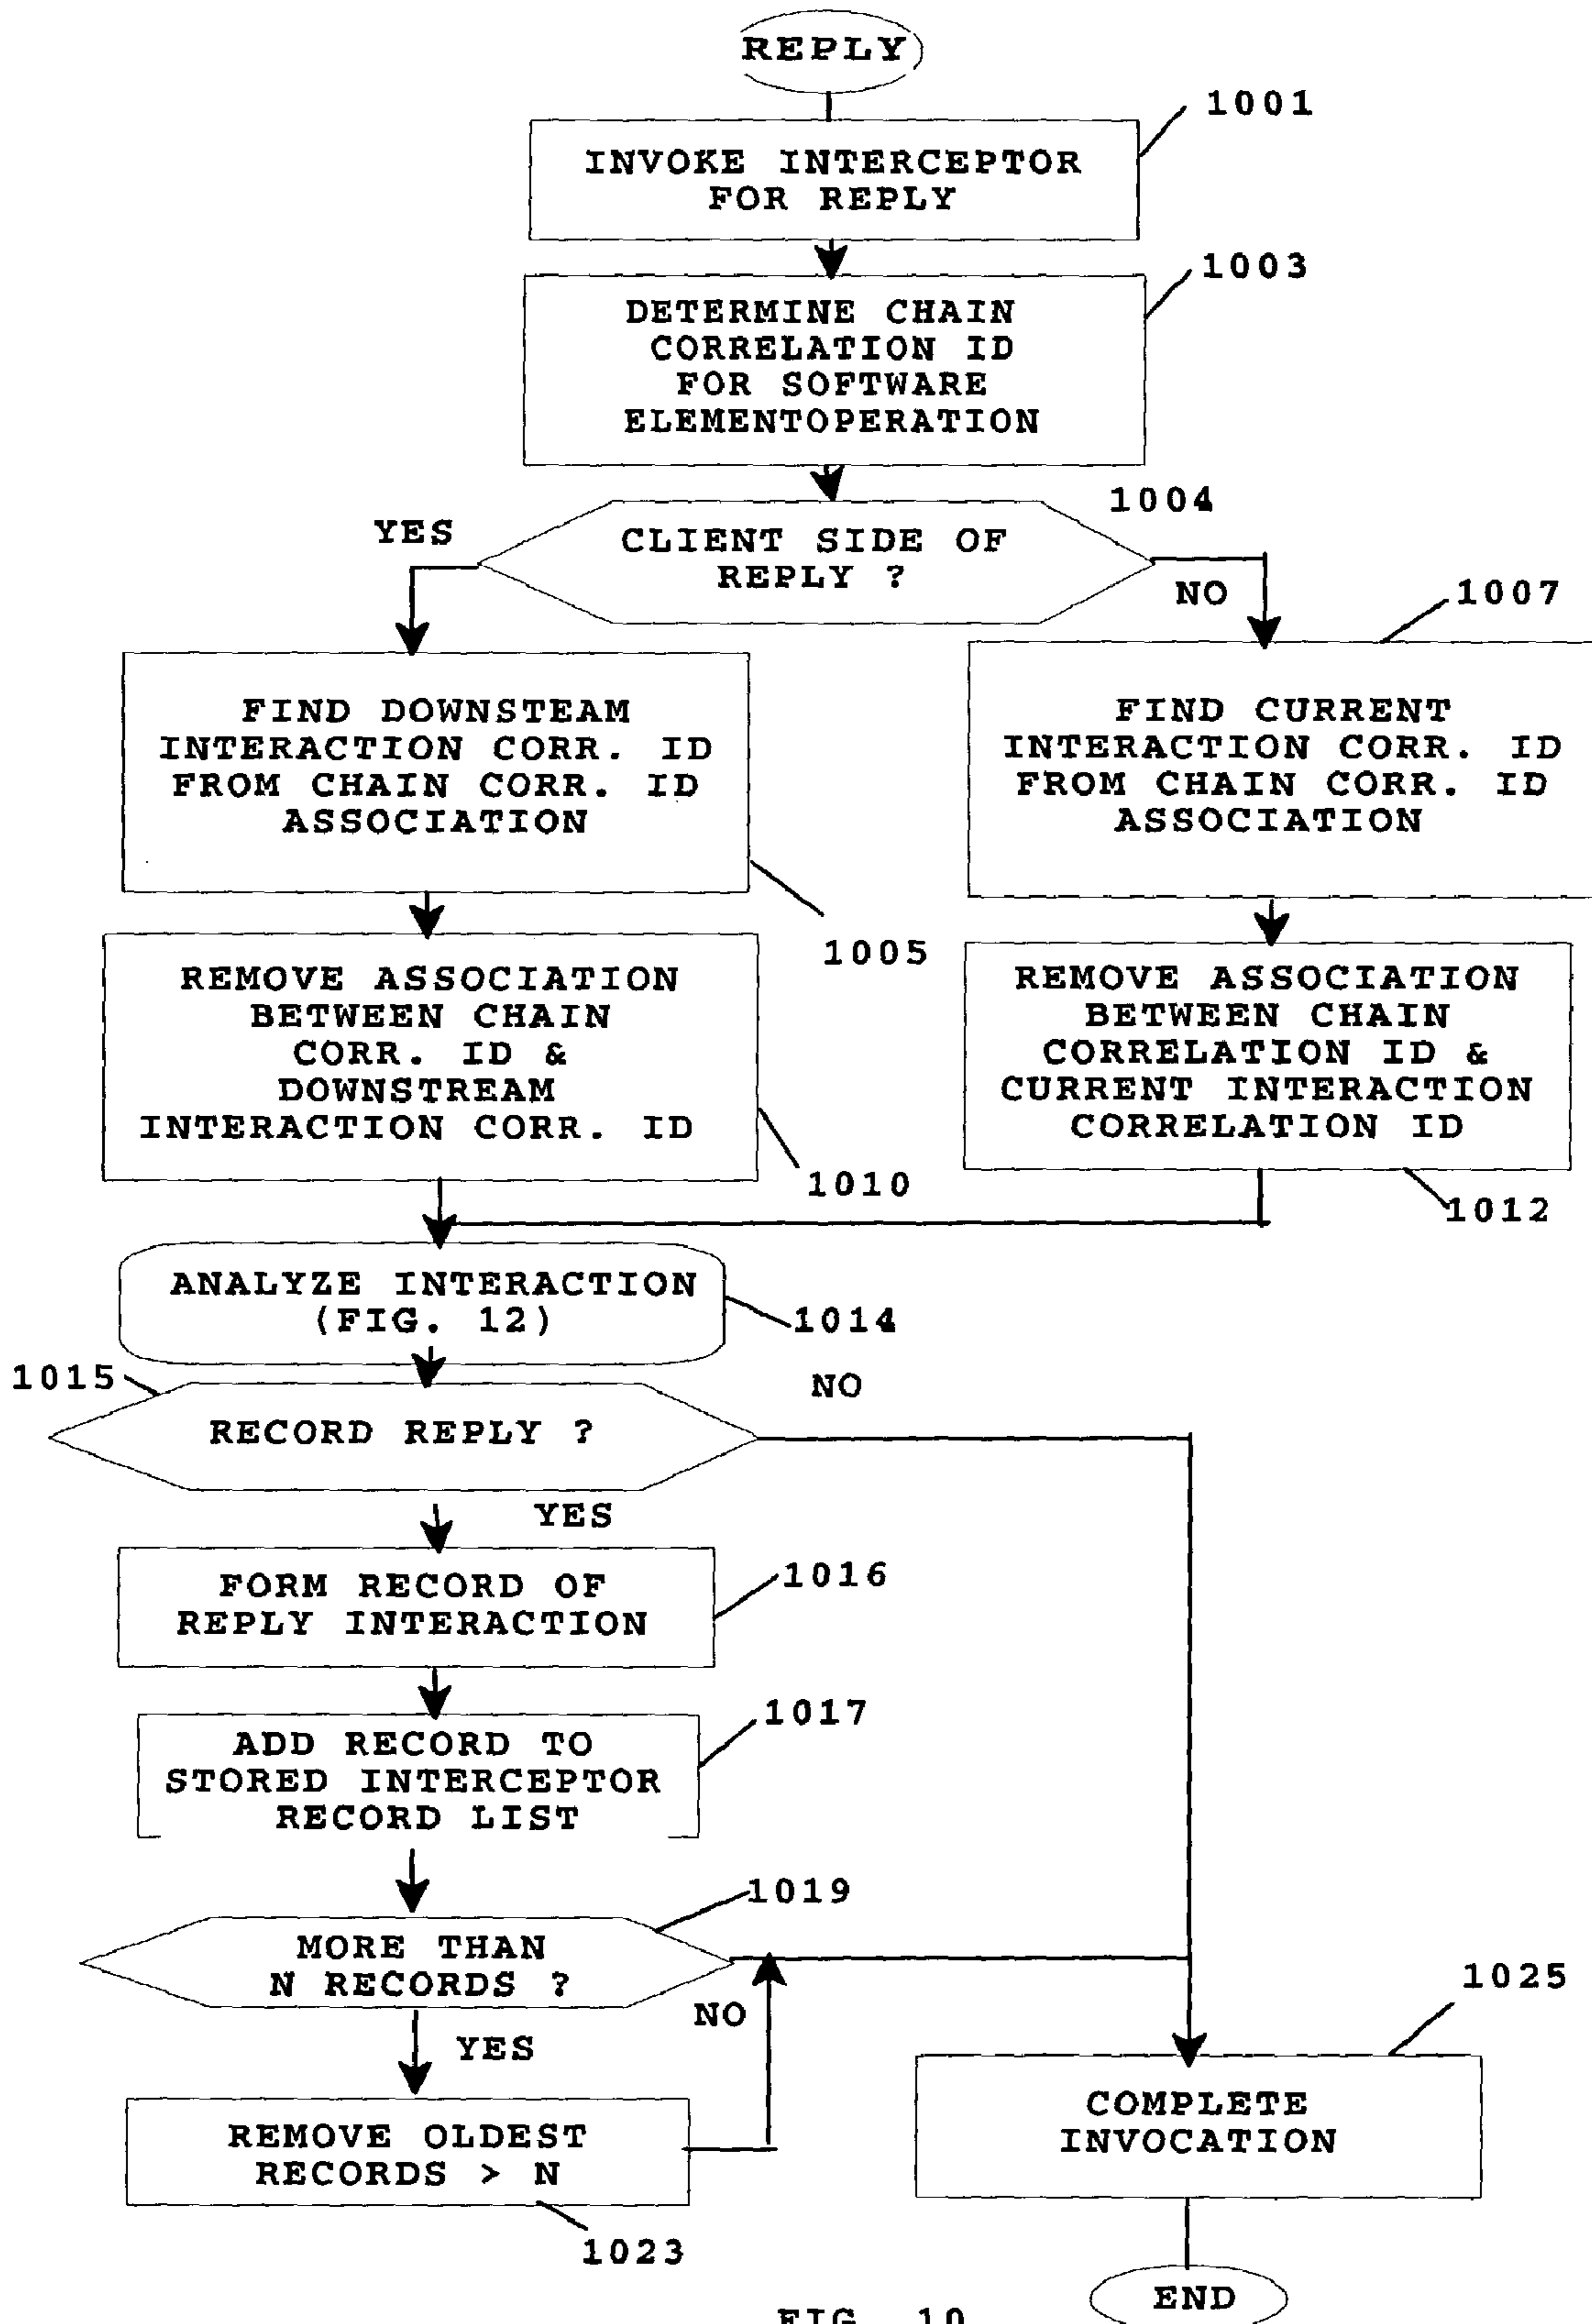 REPLY
1001
INVOKE INTERCEPTOR
FOR REPLY
1003
DETERMINE CHAIN
CORRELATION ID
FOR SOFTWARE
ELEMENTOPERATION
1004
YES
CLIENT SIDE OF
REPLY ?
NO
1007
FIND DOWNSTEAM
INTERACTION CORR. ID
FROM CHAIN CORR. ID
ASSOCIATION
FIND CURRENT
INTERACTION CORR. ID
FROM CHAIN CORR. ID
ASSOCIATION
1005
REMOVE ASSOCIATION
BETWEEN CHAIN
CORR. ID &
DOWNSTREAM
INTERACTION CORR. ID
REMOVE ASSOCIATION
BETWEEN CHAIN
CORRELATION ID &
CURRENT INTERACTION
CORRELATION ID
1010
1012
ANALYZE INTERACTION
(FIG. 12)
1014
1015
NO
RECORD REPLY ?
YES
FORM RECORD OF
REPLY INTERACTION
1016
1017
ADD RECORD TO
STORED INTERCEPTOR
RECORD LIST
1019
MORE THAN
N RECORDS ?
NO
1025
YES
COMPLETE
INVOCATION
REMOVE OLDEST
RECORDS > N
1023
END
FIG. 10